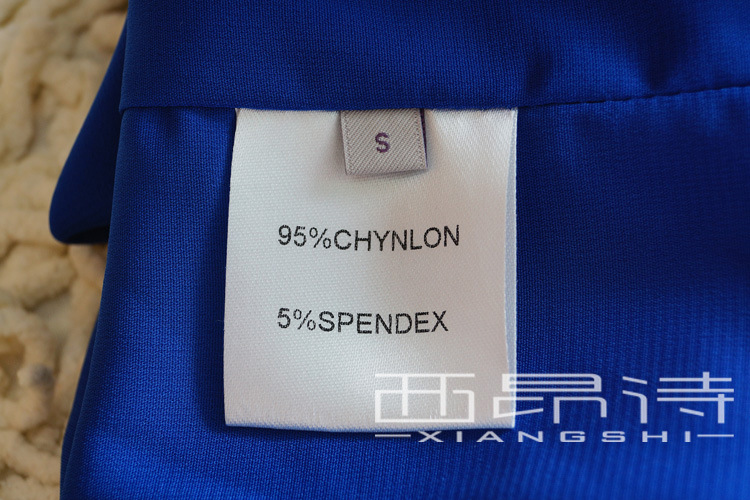 S
95%CHYNLON
5%SPENDEX
西昂诗
XIANGSHI